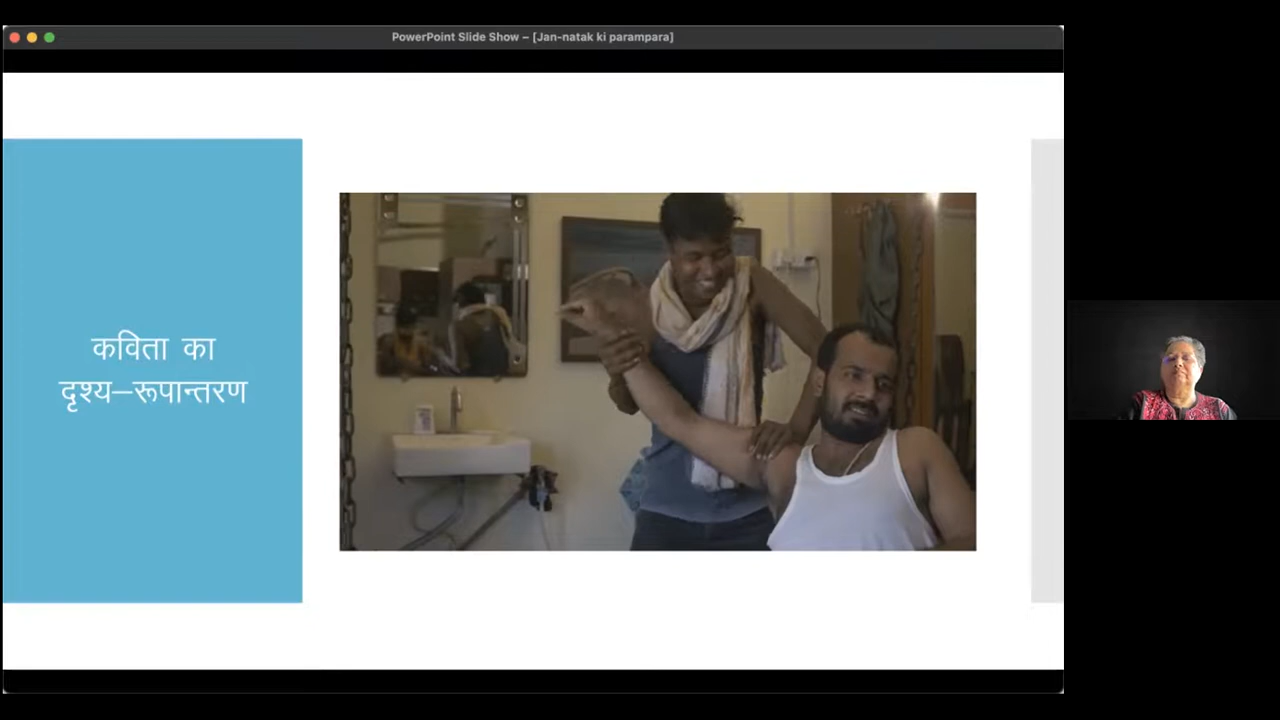 PowerPoint Slide Show – [Jan-natak ki parampara]
कविता का
दृश्य–रूपान्तरण